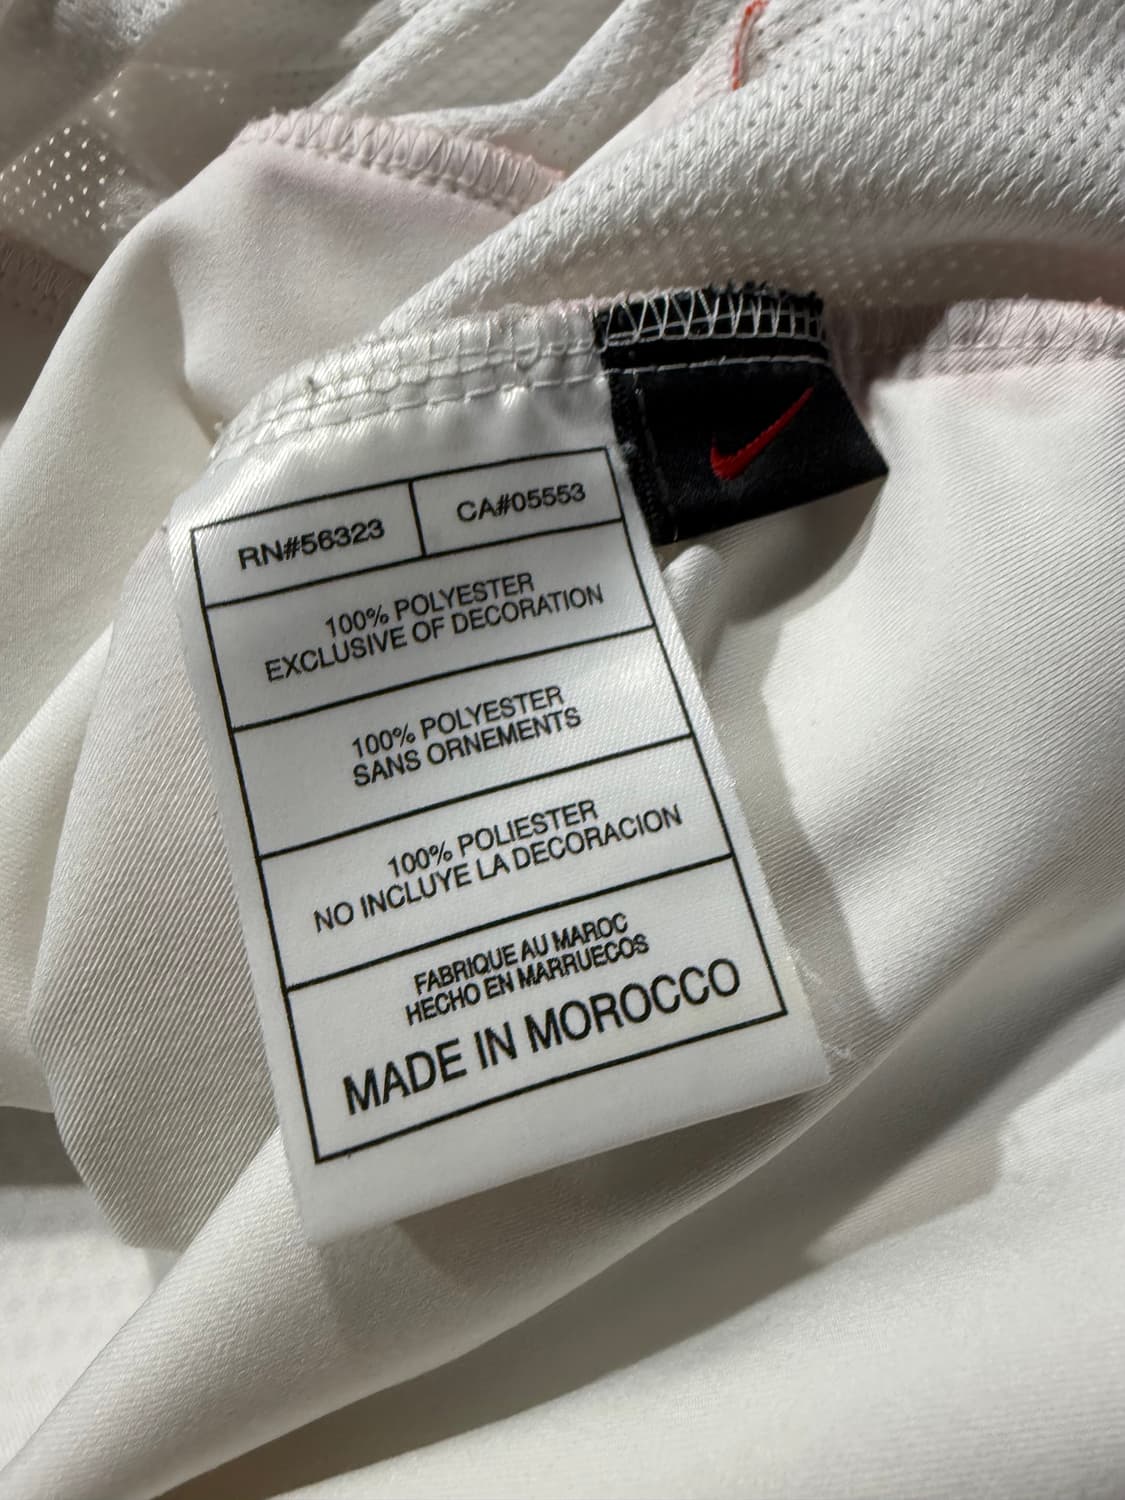 RN#56323
CA#05553
100% POLYESTER
EXCLUSIVE OF DECORATION
100% POLYESTER
SANS ORNEMENTS
100% POLIESTER
NO INCLUYE LA DECORACION
FABRIQUE AU MAROC
HECHO EN MARRUECOS
MADE IN MOROCCO